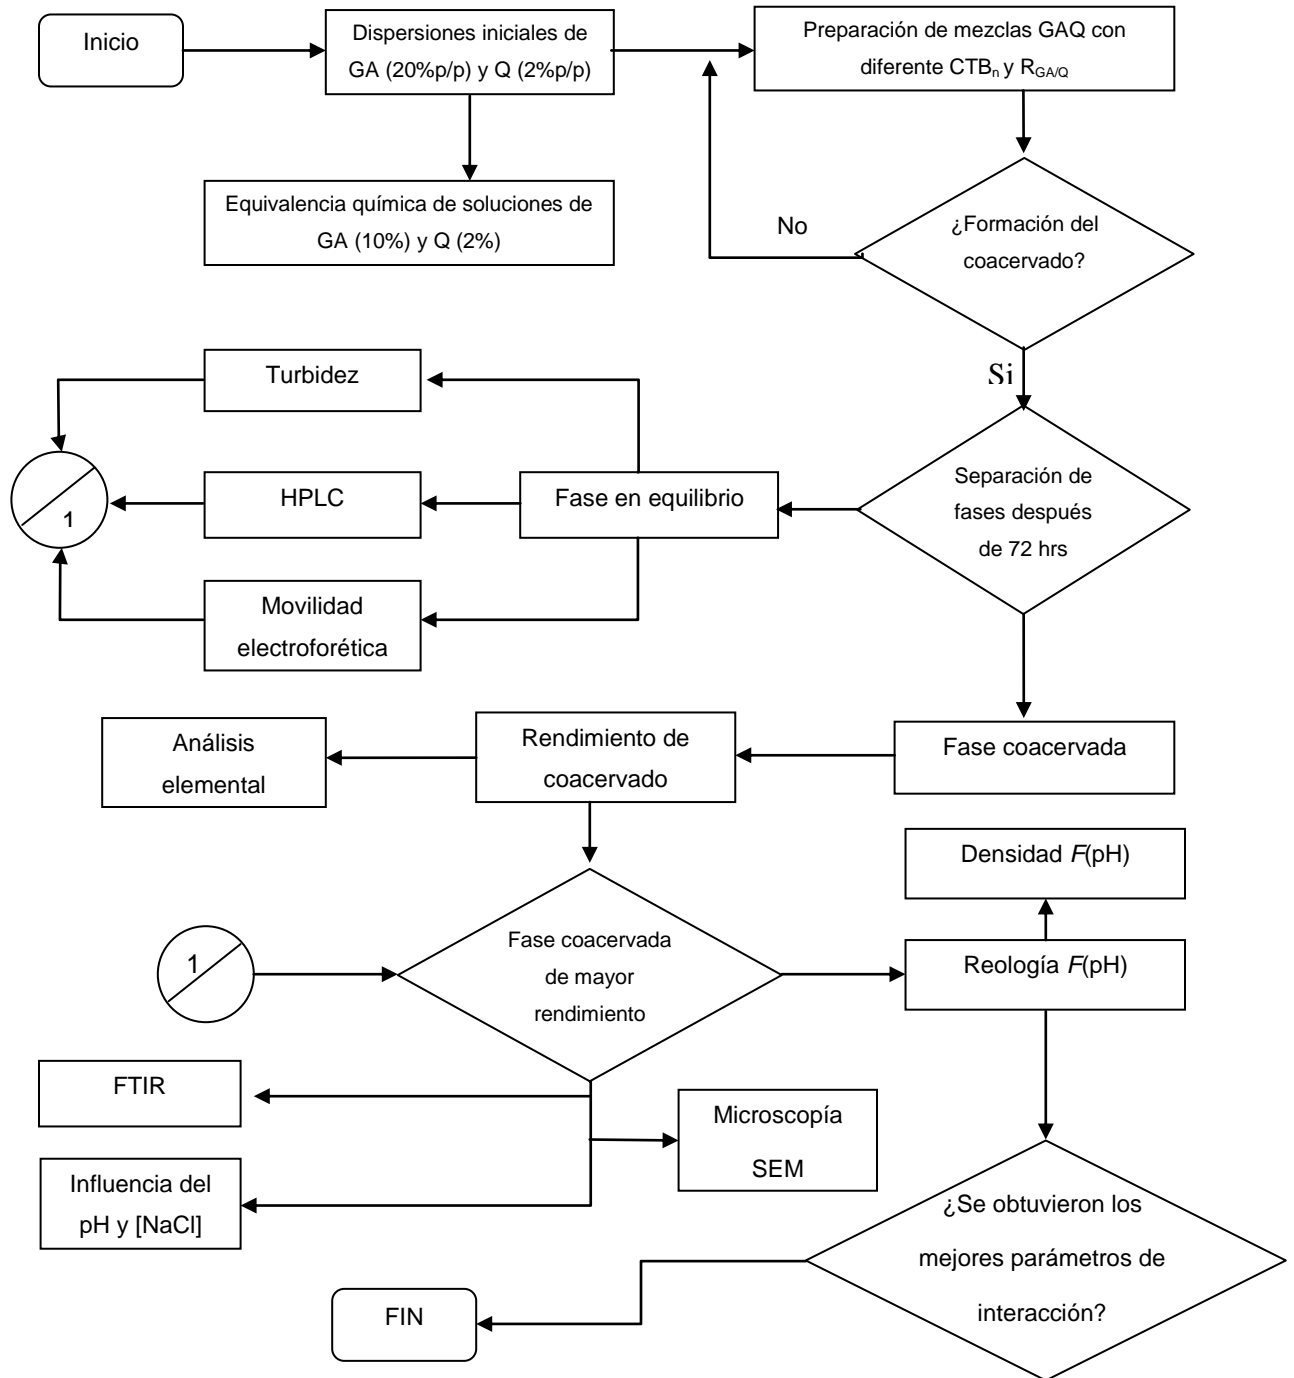 Inicio
Dispersiones iniciales de
GA (20%p/p) y Q (2%p/p)
Preparación de mezclas GAQ con
diferente CTBn y RGA/Q
Equivalencia química de soluciones de
GA (10%) y Q (2%)
No
¿Formación del
coacervado?
Si
Turbidez
HPLC
Movilidad
electroforética
1
Fase en equilibrio
Separación de
fases después
de 72 hrs
Análisis
elemental
Rendimiento de
coacervado
Fase coacervada
Densidad F(pH)
1
Fase coacervada
de mayor
rendimiento
Reología F(pH)
FTIR
Microscopía
SEM
Influencia del
pH y [NaCl]
¿Se obtuvieron los
mejores parámetros de
interacción?
FIN